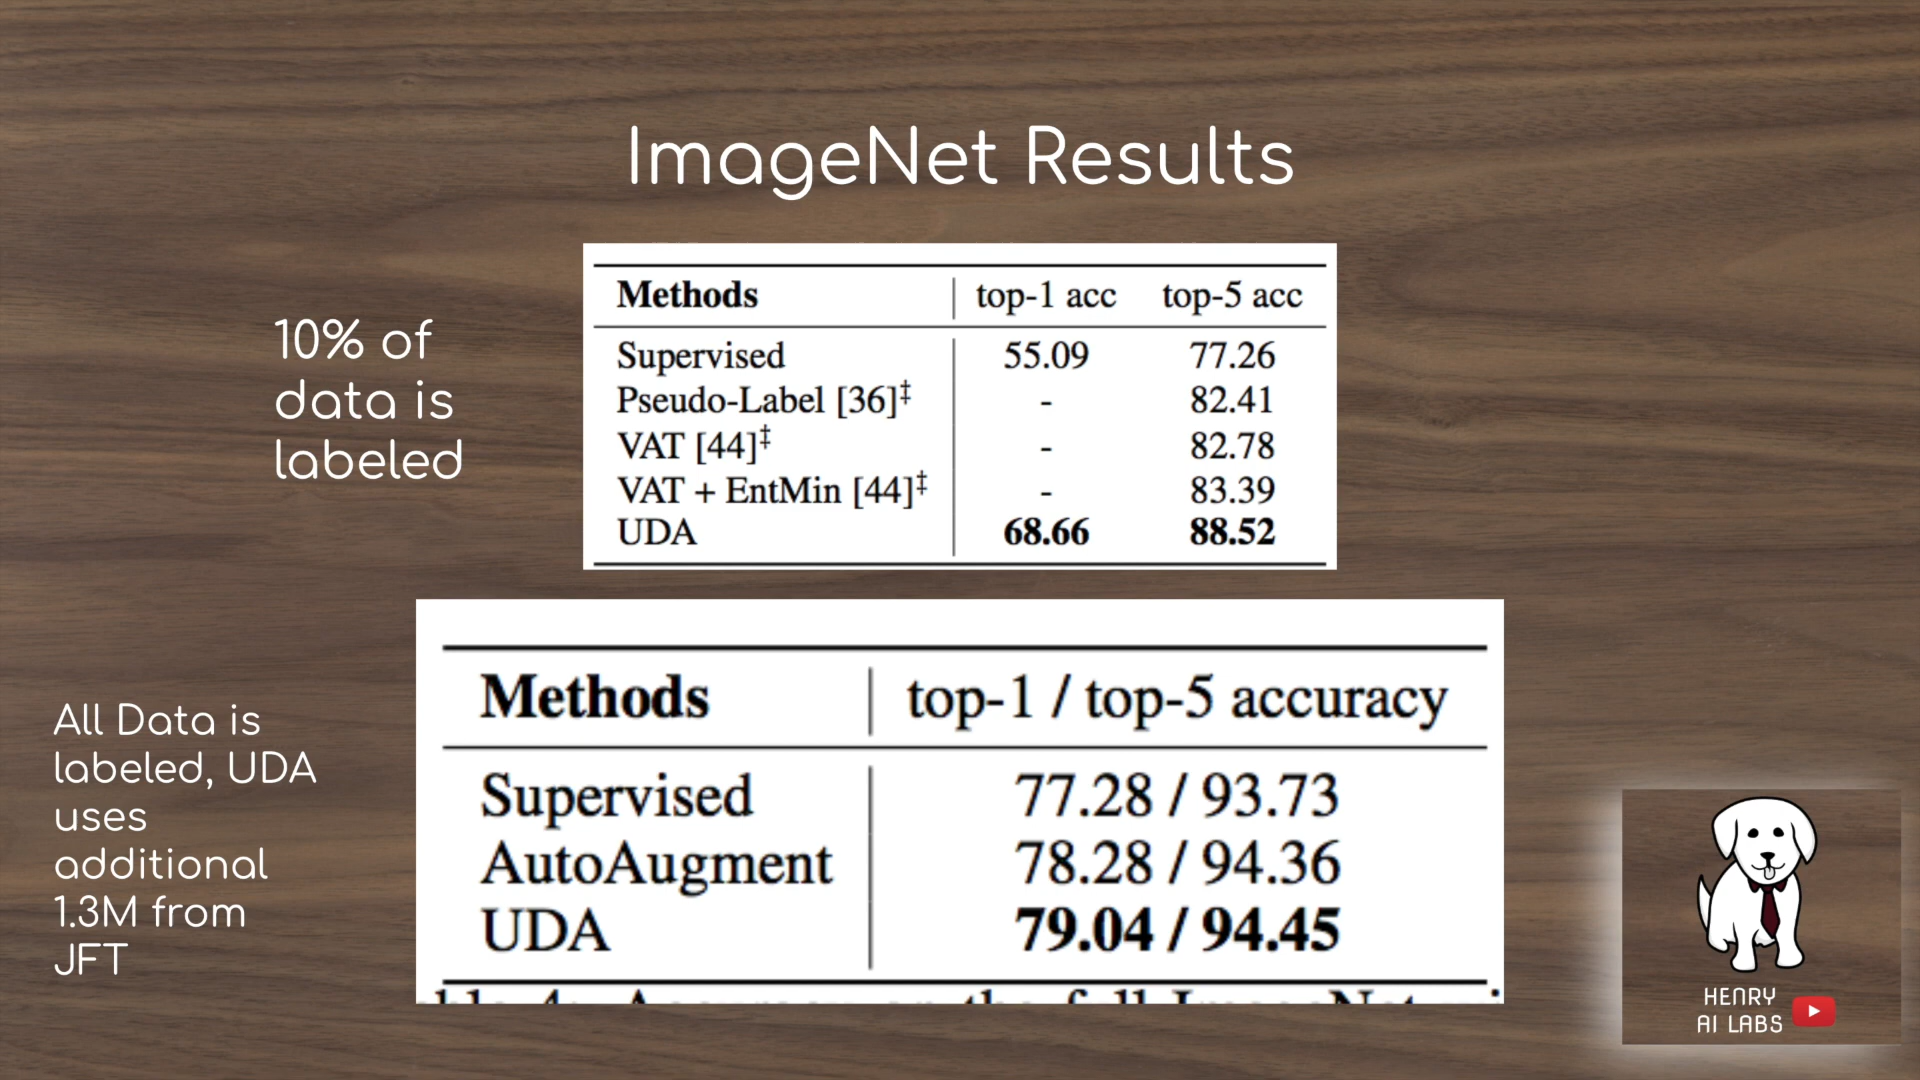 ImageNet Results
10% of
data is
labeled
Methods top-1 acc top-5 acc
Supervised 55.09 77.26
Pseudo-Label [36]‡ - 82.41
VAT [44]‡ - 82.78
VAT + EntMin [44]‡ - 83.39
UDA 68.66 88.52
All Data is
labeled, UDA
uses
additional
1.3M from
JFT
Methods top-1 / top-5 accuracy
Supervised 77.28 / 93.73
AutoAugment 78.28 / 94.36
UDA 79.04 / 94.45
HENRY
AI LABS